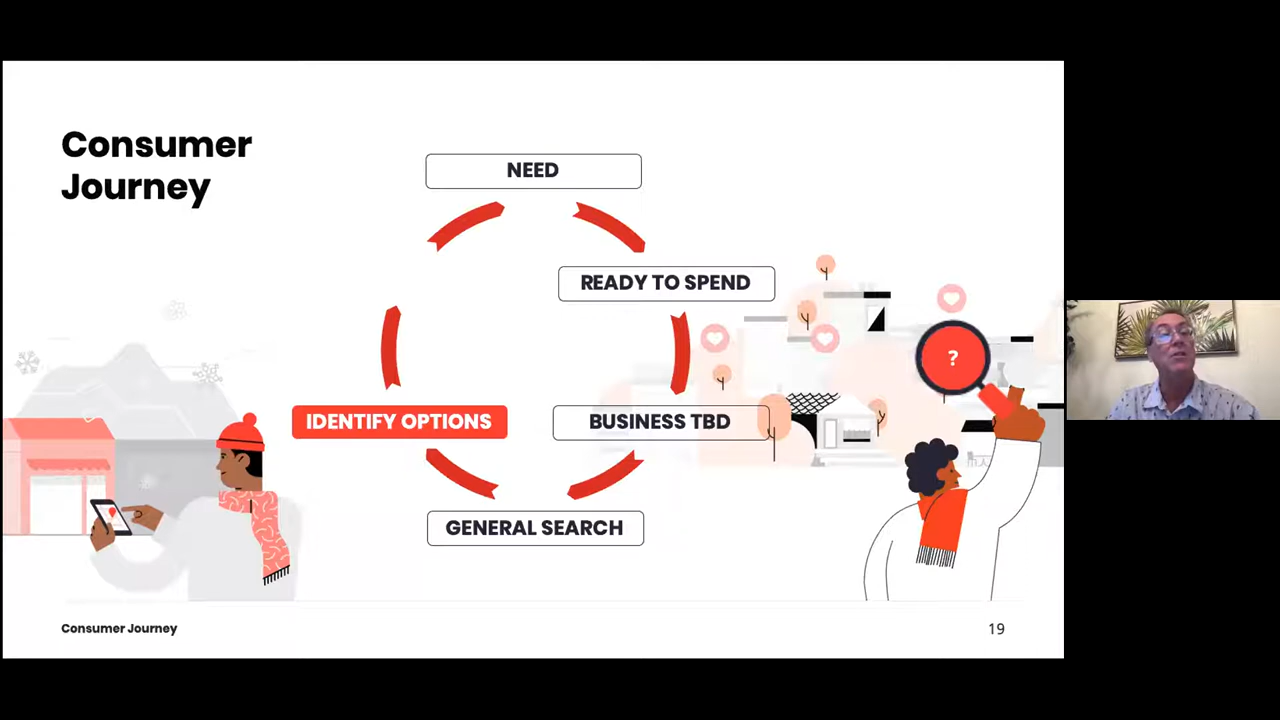 Consumer
Journey
NEED
READY TO SPEND
?
IDENTIFY OPTIONS
BUSINESS TBD
GENERAL SEARCH
Consumer Journey
19